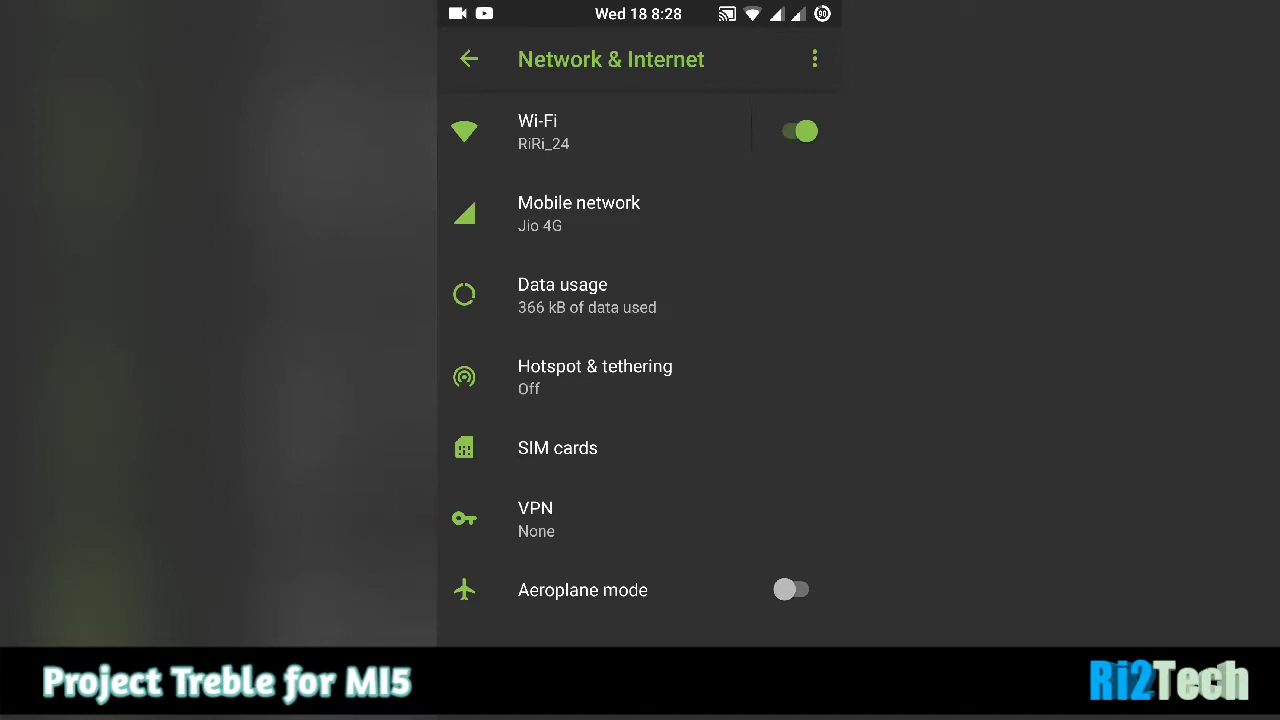 Wed 18 8:28
90
Network & Internet
Wi-Fi
RiRi_24
Mobile network
Jio 4G
Data usage
366 kB of data used
Hotspot & tethering
Off
SIM cards
VPN
None
Aeroplane mode
Project Treble for MI5
Ri2Tech